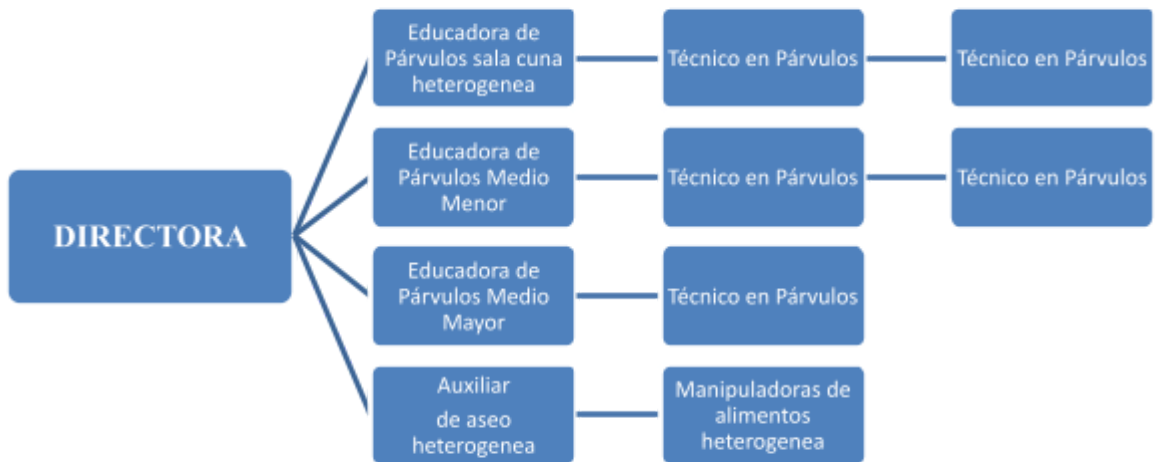 DIRECTORA
Educadora de
Párvulos sala cuna
heterogenea
Técnico en Párvulos
Técnico en Párvulos
Educadora de
Párvulos Medio
Menor
Técnico en Párvulos
Técnico en Párvulos
Educadora de
Párvulos Medio
Mayor
Técnico en Párvulos
Auxiliar
de aseo
heterogenea
Manipuladoras de
alimentos
heterogenea